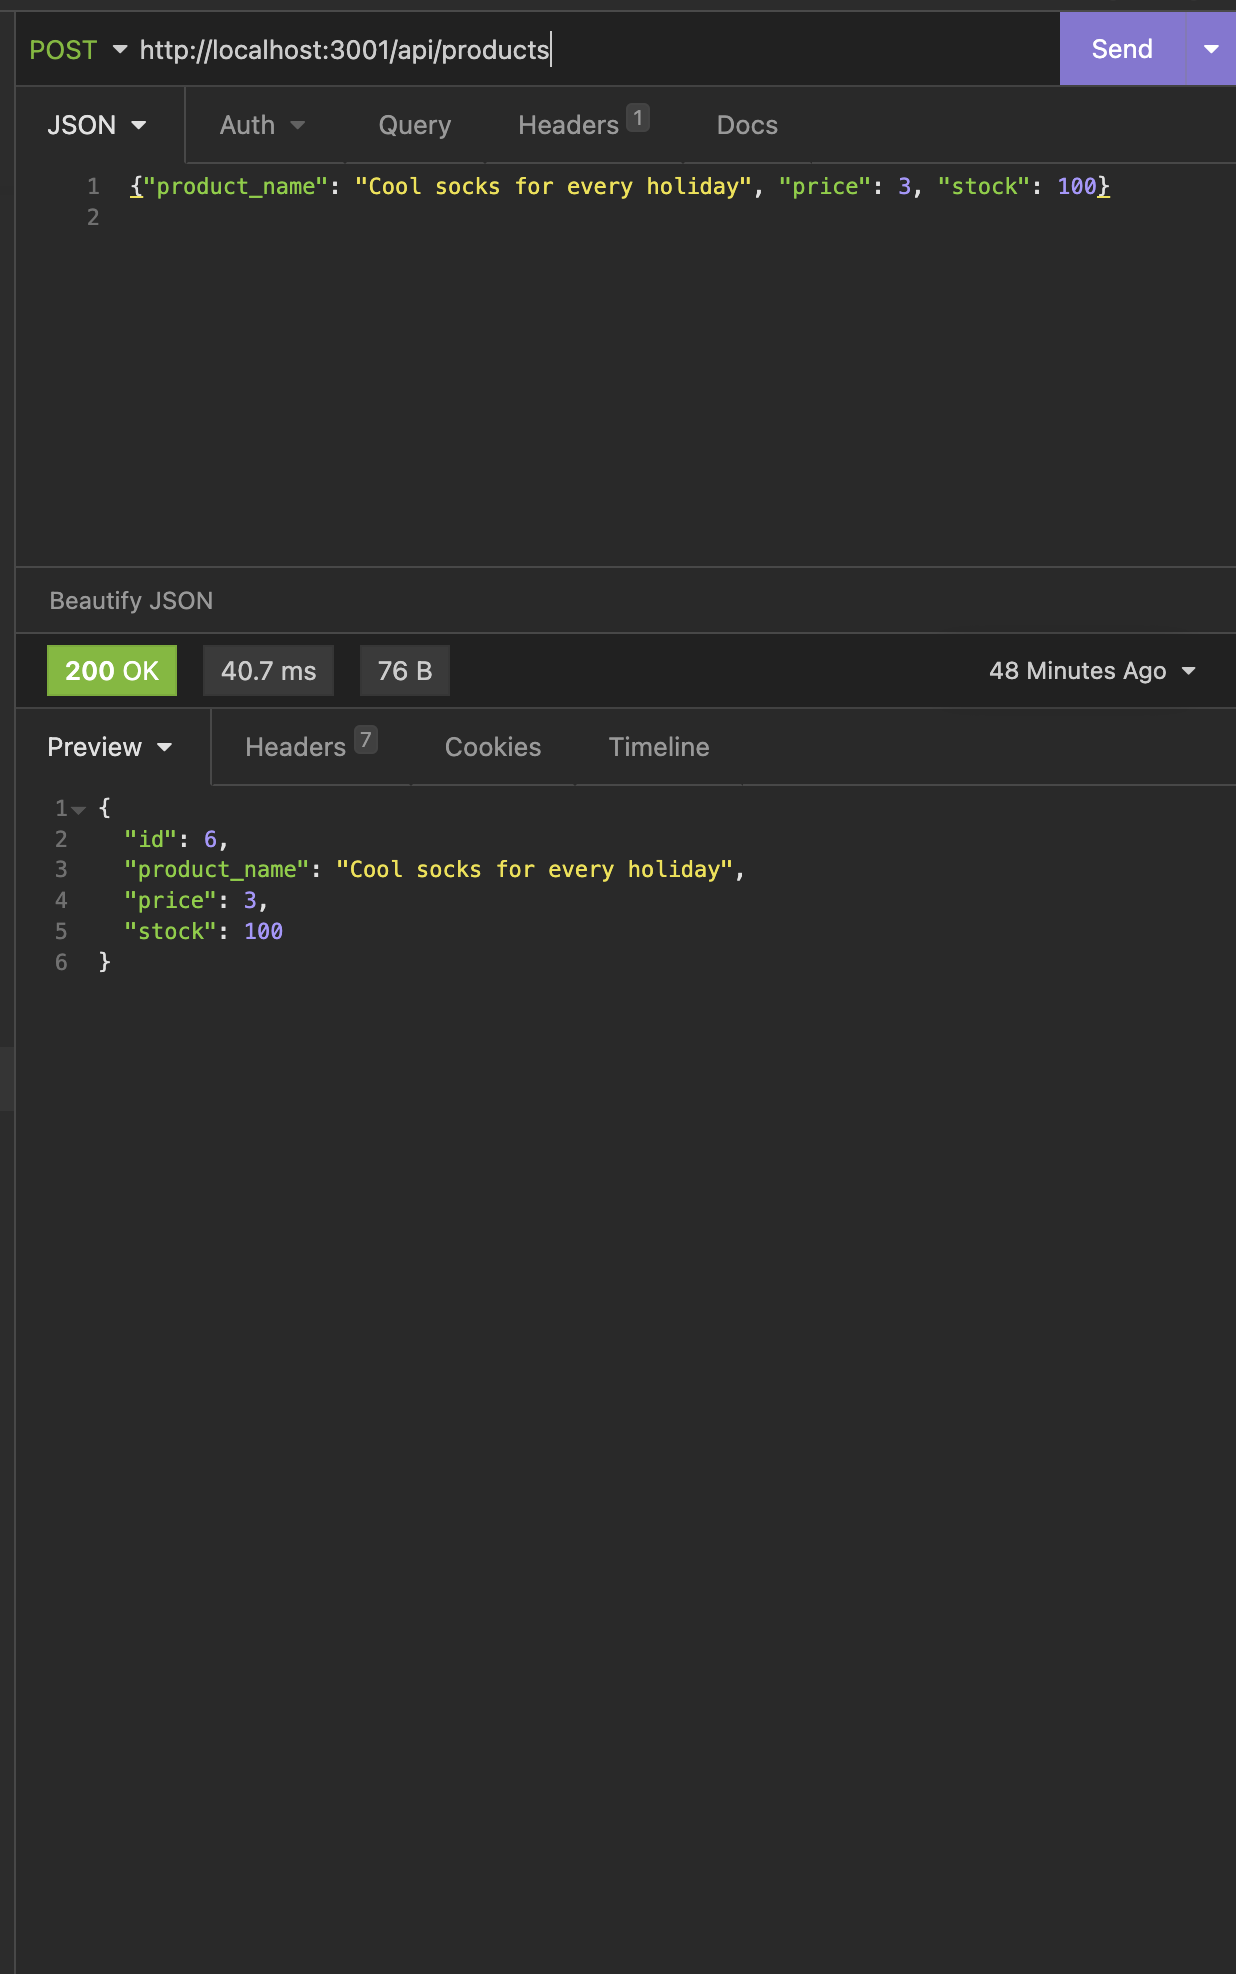 POST http://localhost:3001/api/products Send
JSON Auth Query Headers 1 Docs
1 {"product_name": "Cool socks for every holiday", "price": 3, "stock": 100}
2
Beautify JSON
200 OK 40.7 ms 76 B 48 Minutes Ago
Preview Headers 7 Cookies Timeline
1 {
2 "id": 6,
3 "product_name": "Cool socks for every holiday",
4 "price": 3,
5 "stock": 100
6 }